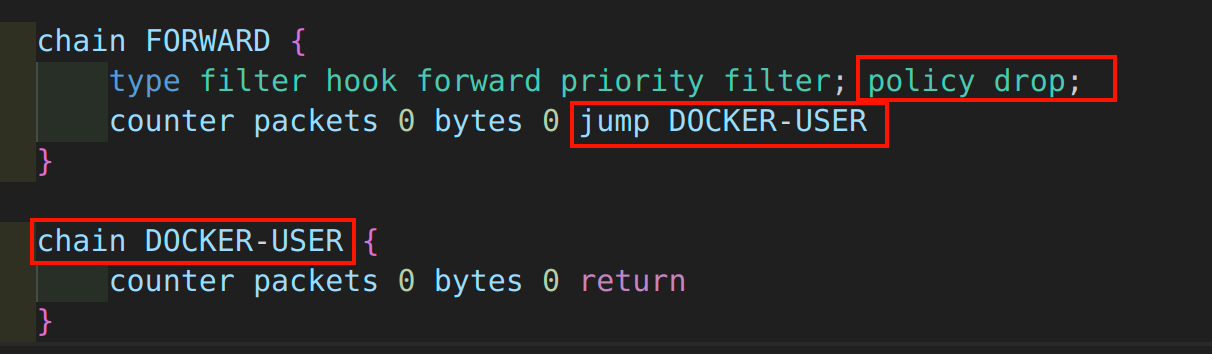 chain FORWARD {
type filter hook forward priority filter; policy drop;
counter packets 0 bytes 0 jump DOCKER-USER
}
chain DOCKER-USER {
counter packets 0 bytes 0 return
}